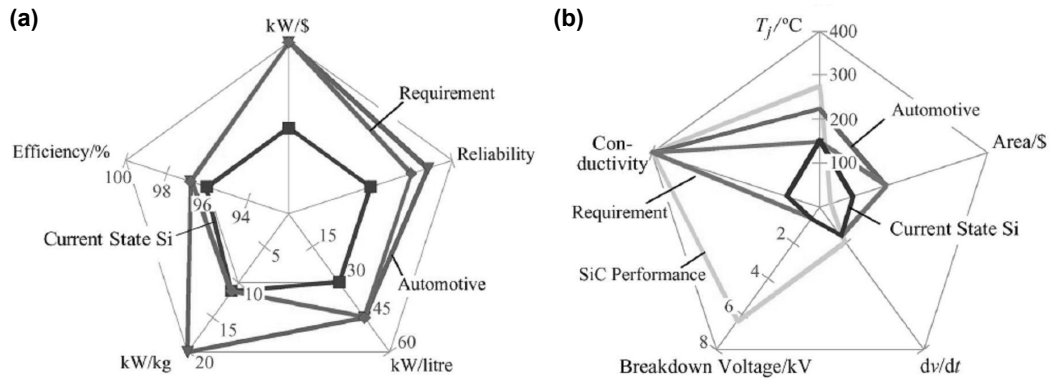 (a)
kW/$
Requirement
Reliability
Efficiency/%
100
98
96
94
Current State Si
5
15
10
30
Automotive
15
45
20
60
kW/kg
kW/litre
(b)
Tj/°C
400
300
Automotive
200
Con-
ductivity
Area/$
100
Requirement
Current State Si
2
SiC Performance
4
6
8
Breakdown Voltage/kV
dv/dt